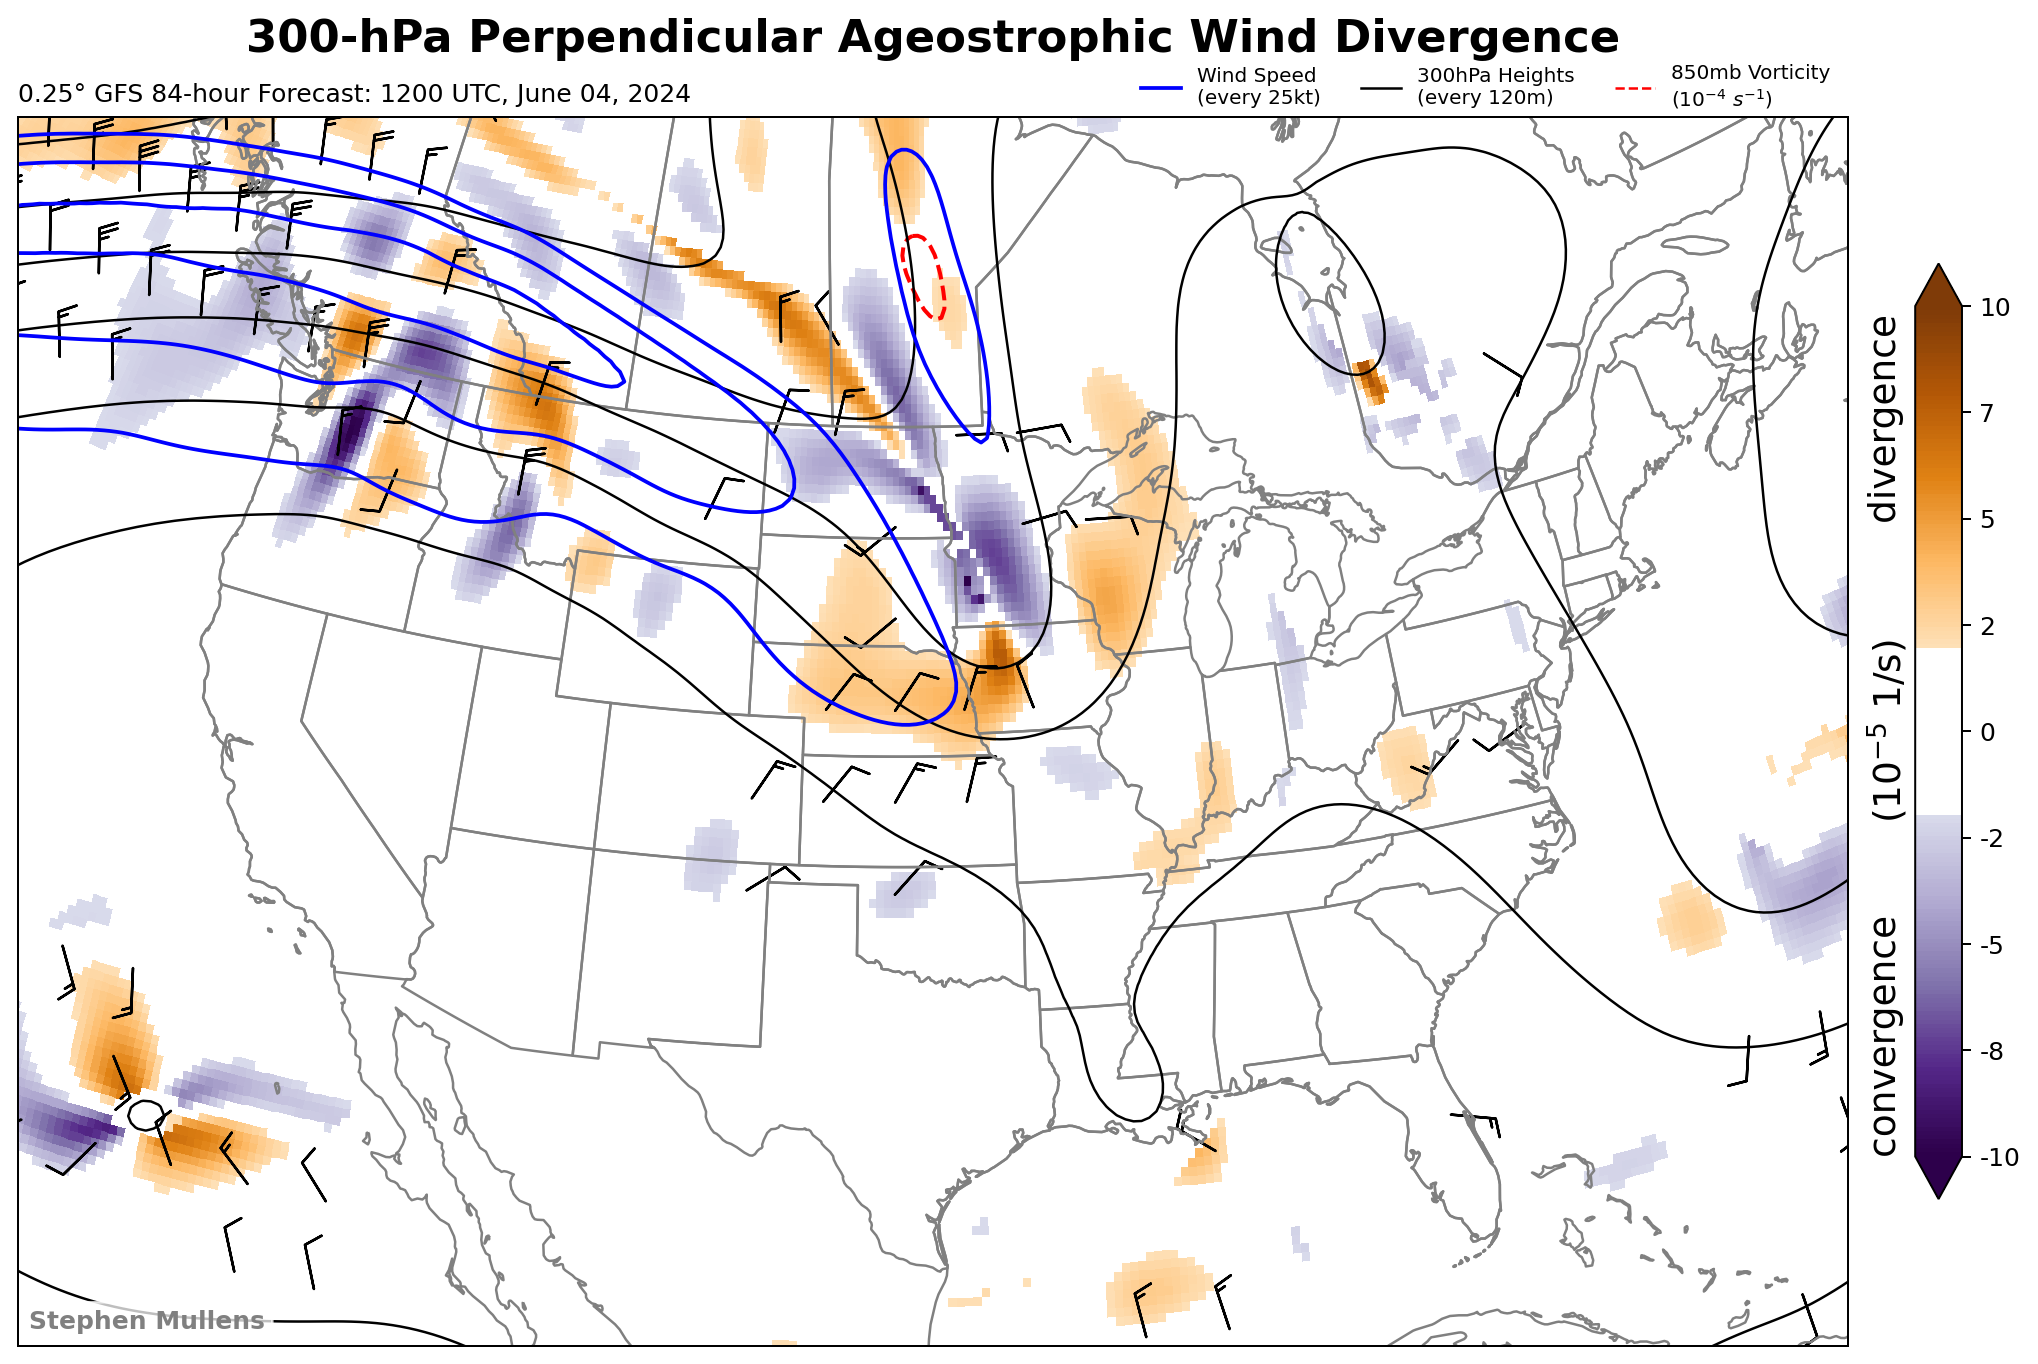 300-hPa Perpendicular Ageostrophic Wind Divergence
0.25° GFS 84-hour Forecast: 1200 UTC, June 04, 2024
Wind Speed
(every 25kt)
300hPa Heights
(every 120m)
850mb Vorticity
(10⁻⁴ s⁻¹)
10
7
5
2
0
-2
-5
-8
-10
convergence (10⁻⁵ 1/s) divergence
Stephen Mullens